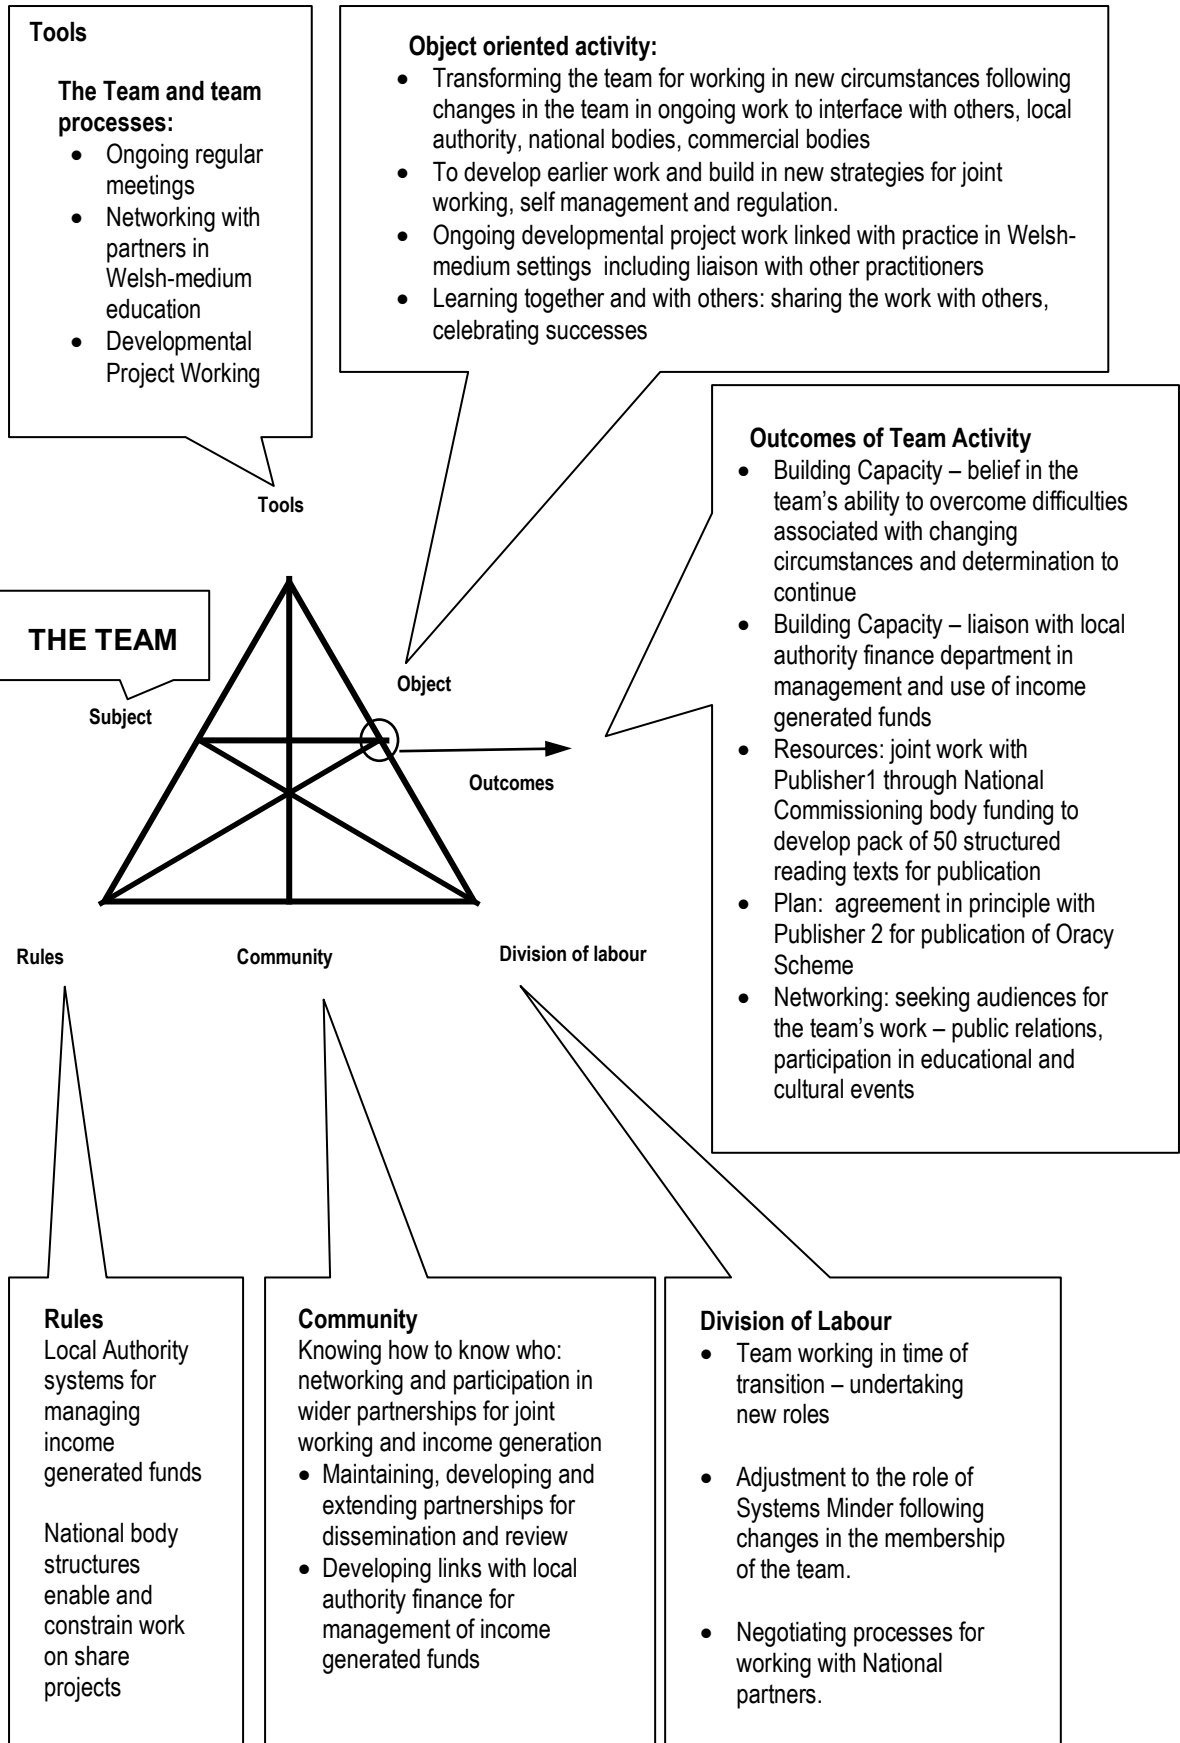 Tools
The Team and team
processes:
• Ongoing regular
meetings
• Networking with
partners in
Welsh-medium
education
• Developmental
Project Working
Object oriented activity:
• Transforming the team for working in new circumstances following
changes in the team in ongoing work to interface with others, local
authority, national bodies, commercial bodies
• To develop earlier work and build in new strategies for joint
working, self management and regulation.
• Ongoing developmental project work linked with practice in Welsh-
medium settings including liaison with other practitioners
• Learning together and with others: sharing the work with others,
celebrating successes
Outcomes of Team Activity
• Building Capacity – belief in the
team’s ability to overcome difficulties
associated with changing
circumstances and determination to
continue
• Building Capacity – liaison with local
authority finance department in
management and use of income
generated funds
• Resources: joint work with
Publisher1 through National
Commissioning body funding to
develop pack of 50 structured
reading texts for publication
• Plan: agreement in principle with
Publisher 2 for publication of Oracy
Scheme
• Networking: seeking audiences for
the team’s work – public relations,
participation in educational and
cultural events
Tools
THE TEAM
Subject
Object
Outcomes
Rules
Community
Division of labour
Rules
Local Authority
systems for
managing
income
generated funds
National body
structures
enable and
constrain work
on share
projects
Community
Knowing how to know who:
networking and participation in
wider partnerships for joint
working and income generation
• Maintaining, developing and
extending partnerships for
dissemination and review
• Developing links with local
authority finance for
management of income
generated funds
Division of Labour
• Team working in time of
transition – undertaking
new roles
• Adjustment to the role of
Systems Minder following
changes in the membership
of the team.
• Negotiating processes for
working with National
partners.